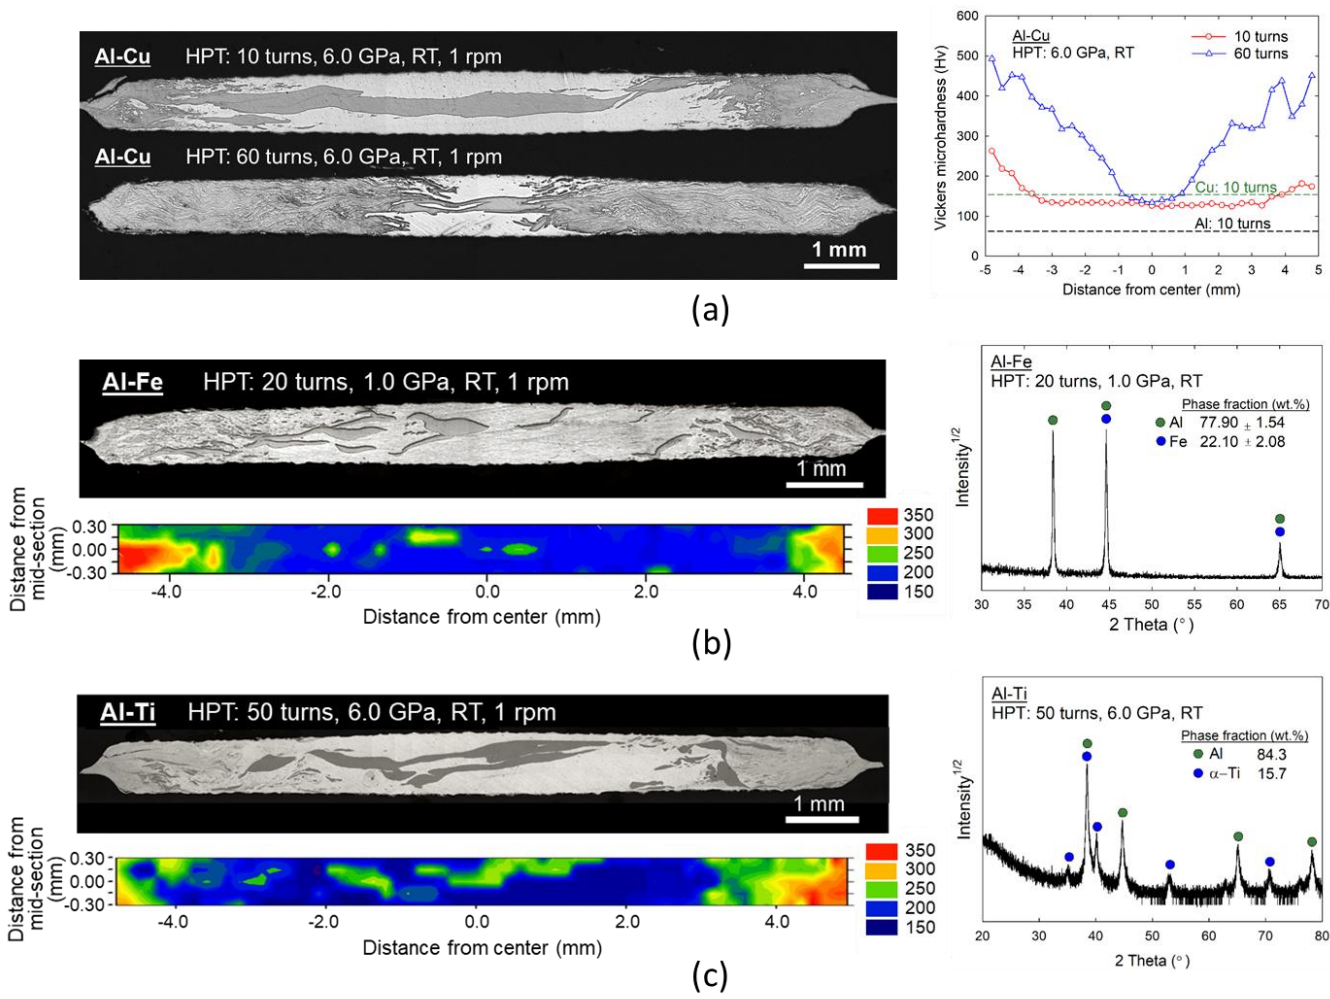 Al-Cu HPT: 10 turns, 6.0 GPa, RT, 1 rpm
Al-Cu HPT: 60 turns, 6.0 GPa, RT, 1 rpm
1 mm
Al-Cu
HPT: 6.0 GPa, RT
10 turns
60 turns
Cu: 10 turns
Al: 10 turns
Vickers microhardness (Hv)
600
500
400
300
200
100
0
-5 -4 -3 -2 -1 0 1 2 3 4 5
Distance from center (mm)
(a)
Al-Fe HPT: 20 turns, 1.0 GPa, RT, 1 rpm
1 mm
Distance from
mid-section
(mm)
0.30
0.00
-0.30
-4.0 -2.0 0.0 2.0 4.0
Distance from center (mm)
350
300
250
200
150
Al-Fe
HPT: 20 turns, 1.0 GPa, RT
Phase fraction (wt.%)
Al 77.90 ± 1.54
Fe 22.10 ± 2.08
Intensity1/2
30 35 40 45 50 55 60 65 70
2 Theta (°)
(b)
Al-Ti HPT: 50 turns, 6.0 GPa, RT, 1 rpm
1 mm
Distance from
mid-section
(mm)
0.30
0.00
-0.30
-4.0 -2.0 0.0 2.0 4.0
Distance from center (mm)
350
300
250
200
150
Al-Ti
HPT: 50 turns, 6.0 GPa, RT
Phase fraction (wt.%)
Al 84.3
α-Ti 15.7
Intensity1/2
20 30 40 50 60 70 80
2 Theta (°)
(c)